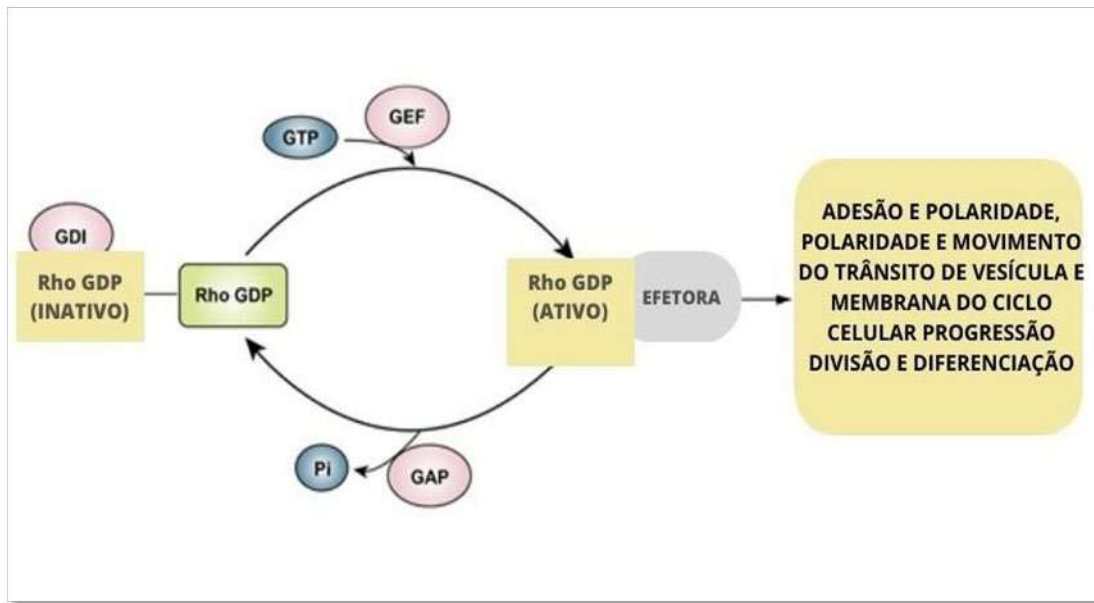 GEF
GTP
GDI
Rho GDP
(INATIVO)
Rho GDP
Rho GDP
(ATIVO)
EFETORA
ADESÃO E POLARIDADE,
POLARIDADE E MOVIMENTO
DO TRÂNSITO DE VESÍCULA E
MEMBRANA DO CICLO
CELULAR PROGRESSÃO
DIVISÃO E DIFERENCIAÇÃO
Pi
GAP